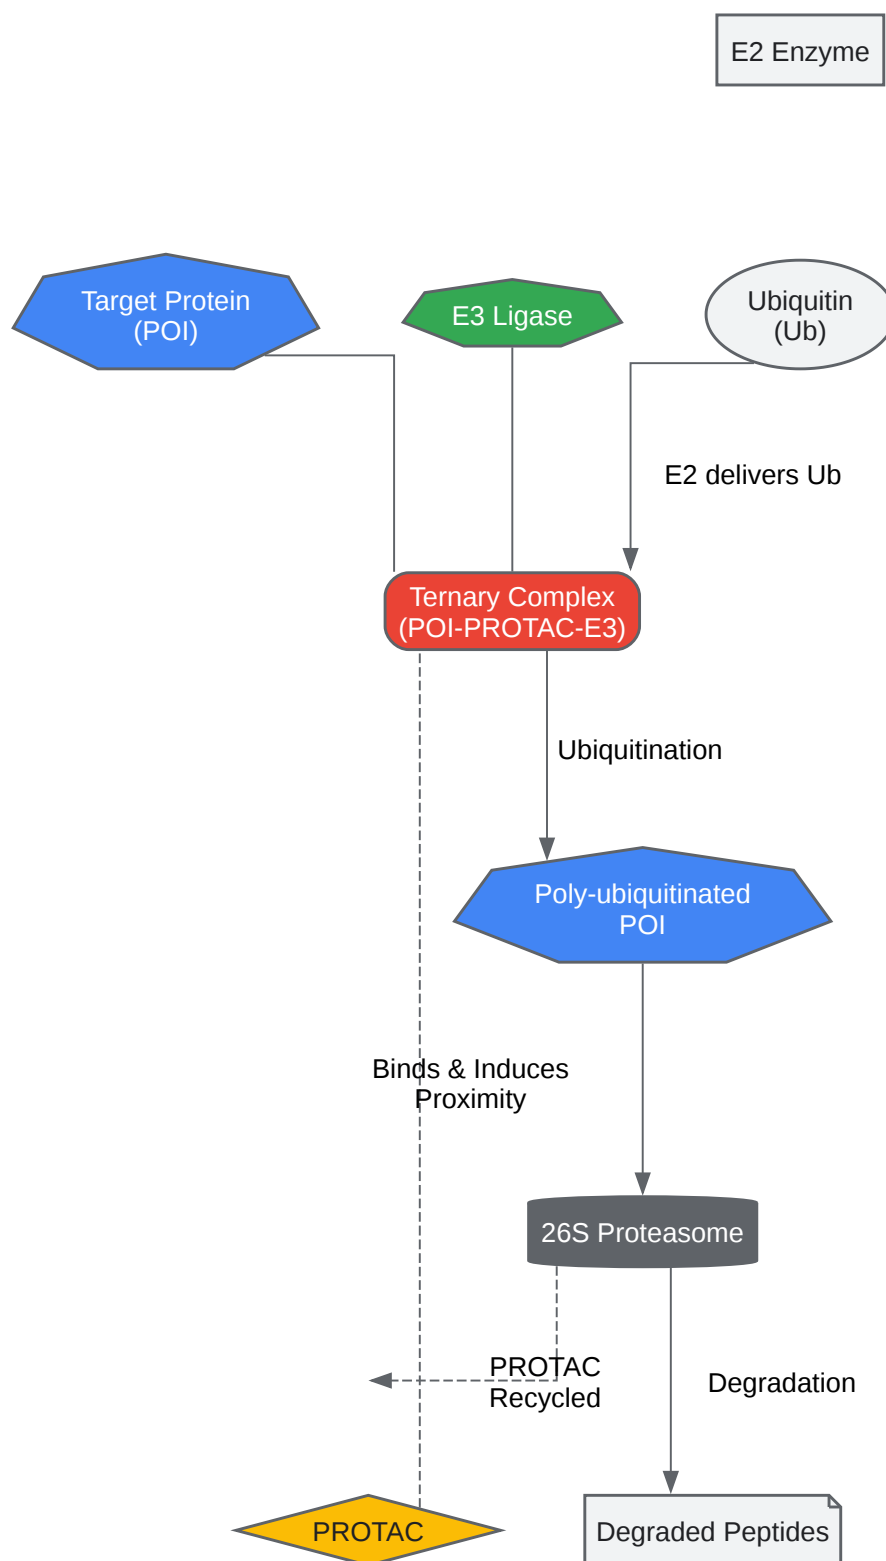 E2 Enzyme
Target Protein
(POI)
E3 Ligase
Ubiquitin
(Ub)
E2 delivers Ub
Ternary Complex
(POI-PROTAC-E3)
Ubiquitination
Poly-ubiquitinated
POI
Binds & Induces
Proximity
26S Proteasome
PROTAC
Recycled
Degradation
PROTAC
Degraded Peptides